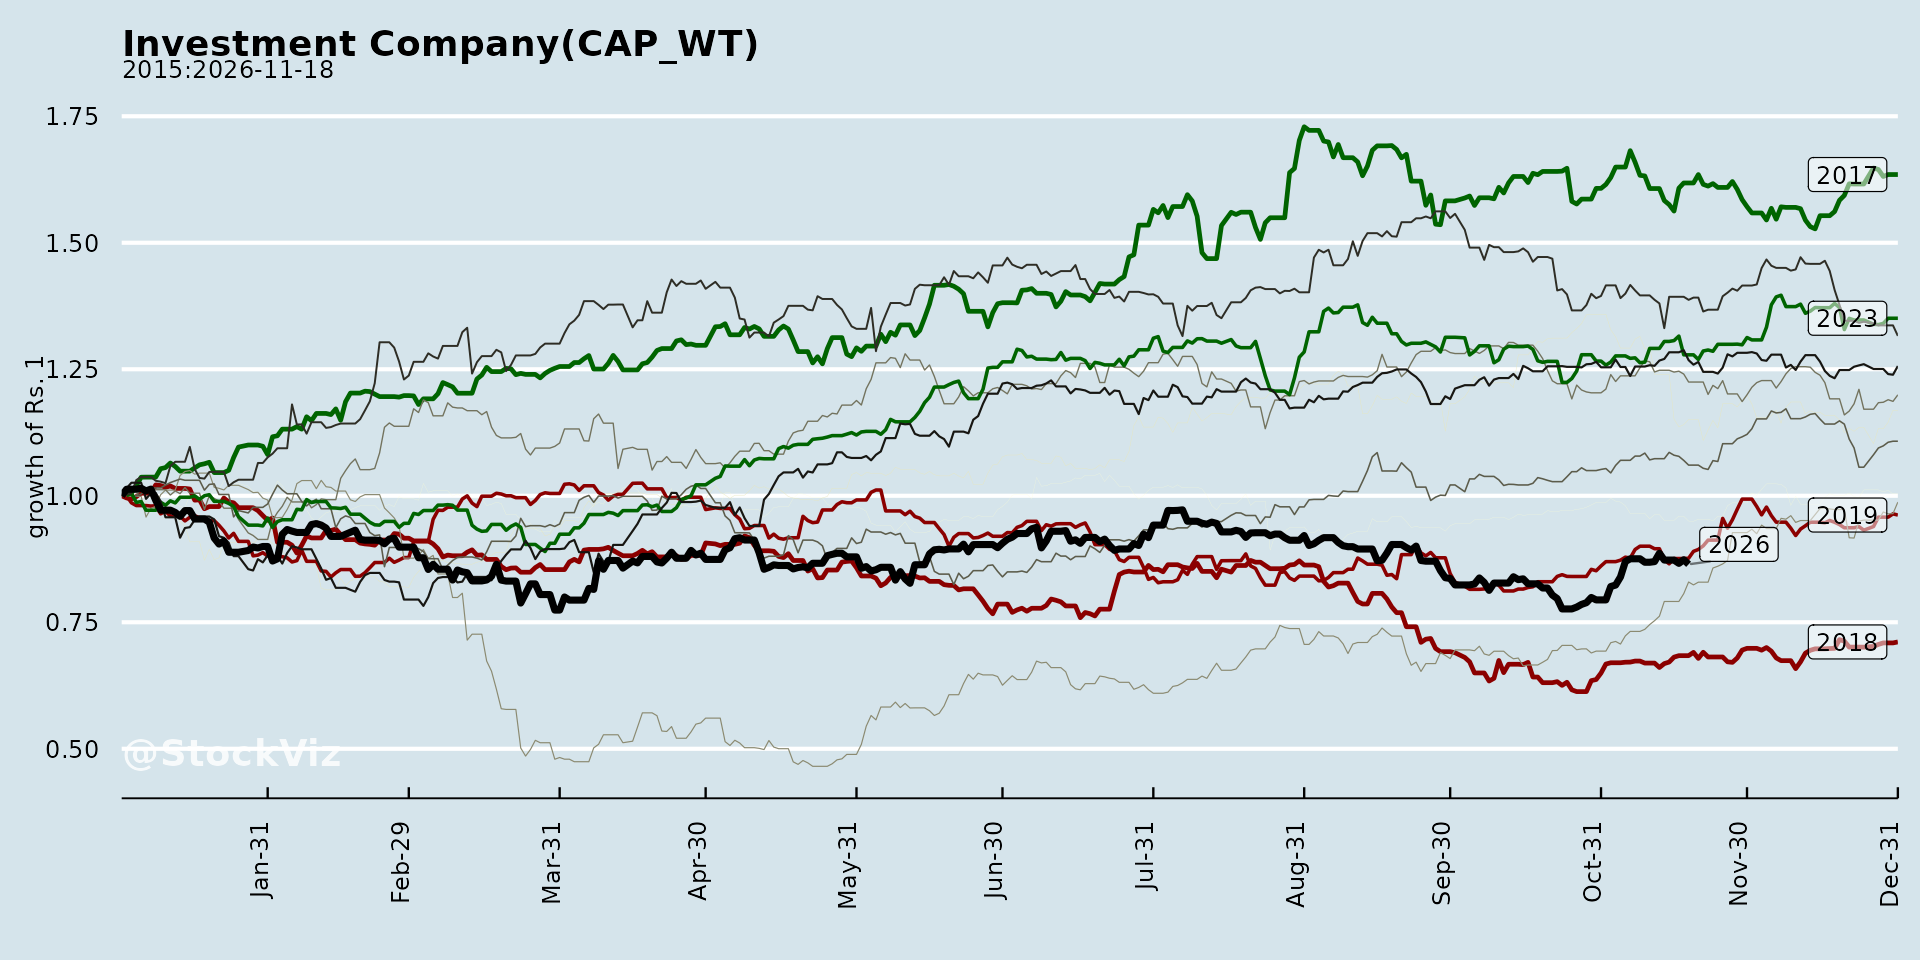 Investment Company(CAP_WT)
2015:2026-11-18
growth of Rs. 1
1.75
1.50
1.25
1.00
0.75
0.50
2017
2023
2019
2026
2018
@StockViz
Jan-31
Feb-29
Mar-31
Apr-30
May-31
Jun-30
Jul-31
Aug-31
Sep-30
Oct-31
Nov-30
Dec-31